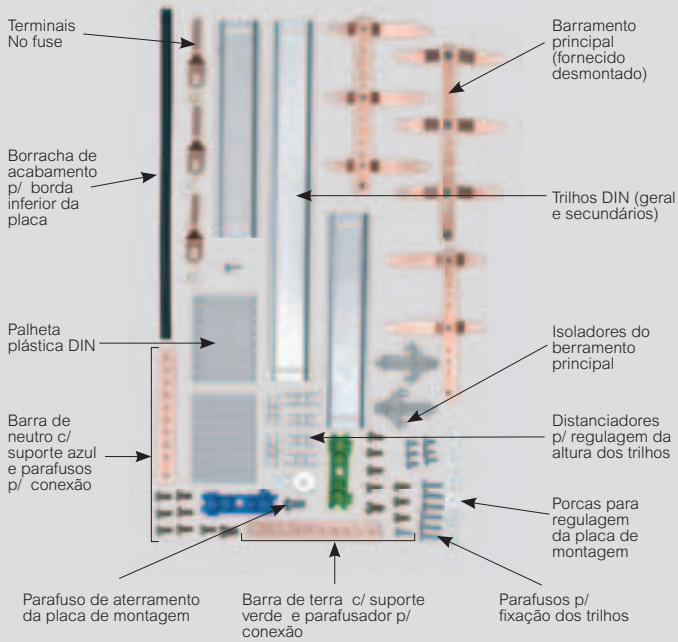 Terminais
No fuse
Barramento
principal
(fornecido
desmontado)
Borracha de
acabamento
p/ borda
inferior da
placa
Trilhos DIN (geral
e secundários)
Palheta
plástica DIN
Isoladores do
berramento
principal
Barra de
neutro c/
suporte azul
e parafusos
p/ conexão
Distanciadores
p/ regulagem da
altura dos trilhos
Porcas para
regulagem
da placa de
montagem
Parafuso de aterramento
da placa de montagem
Barra de terra c/ suporte
verde e parafusador p/
conexão
Parafusos p/
fixação dos trilhos